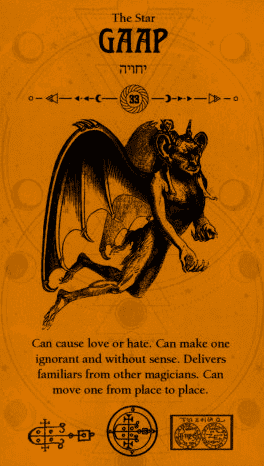 The Star
GAAP
יחויה
33
Can cause love or hate. Can make one
ignorant and without sense. Delivers
familiars from other magicians. Can
move one from place to place.